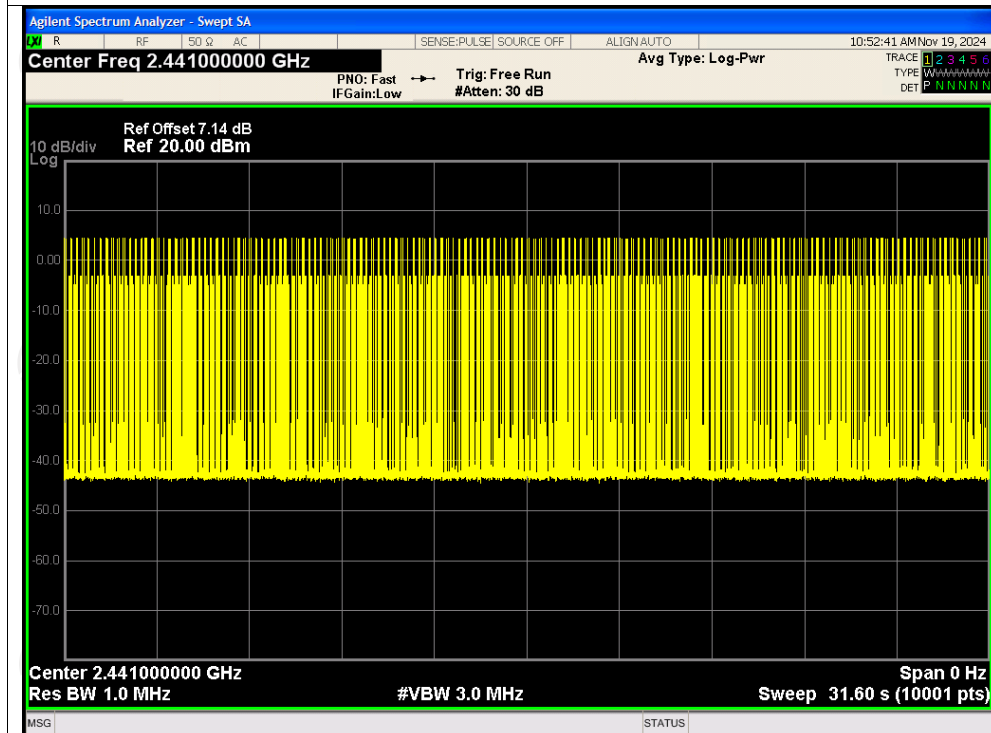 Agilent Spectrum Analyzer - Swept SA
LXI R RF 50 Ω AC SENSE:PULSE SOURCE OFF ALIGN AUTO 10:52:41 AM Nov 19, 2024
Center Freq 2.441000000 GHz
PNO: Fast
IFGain:Low
Trig: Free Run
#Atten: 30 dB
Avg Type: Log-Pwr
TRACE 1 2 3 4 5 6
TYPE WWWWWWW
DET P N N N N N
Ref Offset 7.14 dB
10 dB/div Ref 20.00 dBm
Log
10.0
0.00
-10.0
-20.0
-30.0
-40.0
-50.0
-60.0
-70.0
Center 2.441000000 GHz Span 0 Hz
Res BW 1.0 MHz #VBW 3.0 MHz Sweep 31.60 s (10001 pts)
MSG STATUS